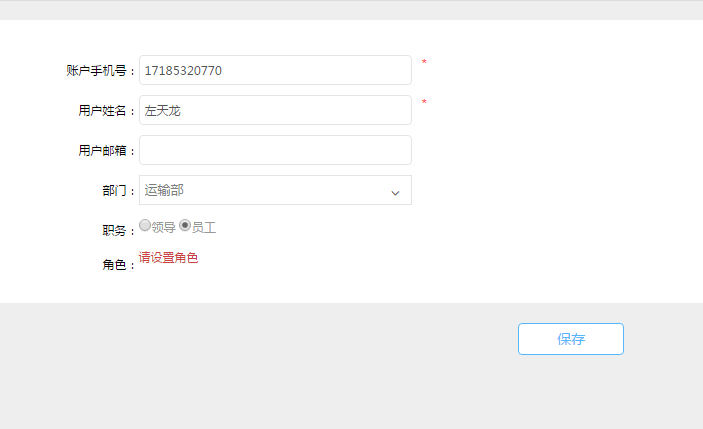 账户手机号：17185320770 *
用户姓名：左天龙 *
用户邮箱：
部门：运输部
职务：领导 员工
角色：请设置角色
保存